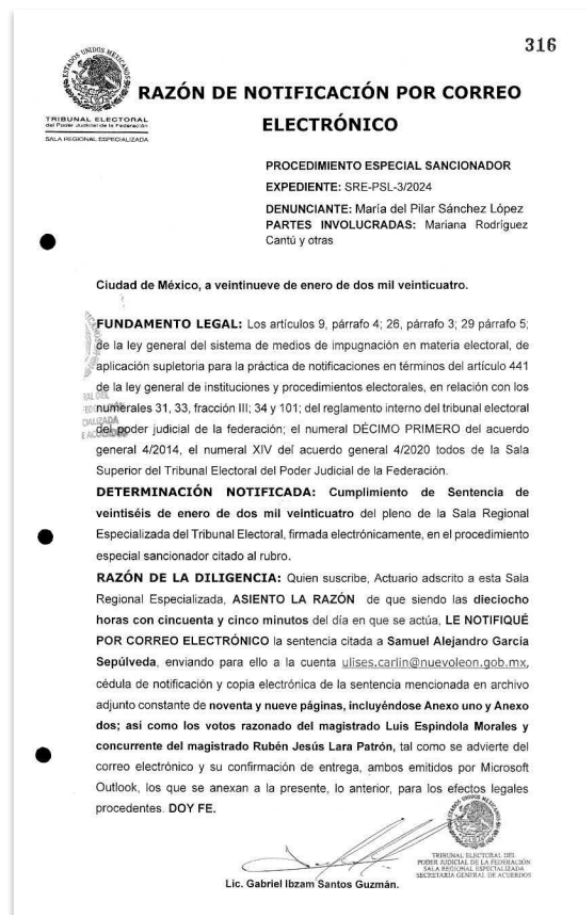 316
ESTADOS UNIDOS MEXICANOS
TRIBUNAL ELECTORAL
del Poder Judicial de la Federación
SALA REGIONAL ESPECIALIZADA
RAZÓN DE NOTIFICACIÓN POR CORREO
ELECTRÓNICO
PROCEDIMIENTO ESPECIAL SANCIONADOR
EXPEDIENTE: SRE-PSL-3/2024
DENUNCIANTE: María del Pilar Sánchez López
PARTES INVOLUCRADAS: Mariana Rodríguez
Cantú y otras
Ciudad de México, a veintinueve de enero de dos mil veinticuatro.
FUNDAMENTO LEGAL: Los artículos 9, párrafo 4; 26, párrafo 3; 29 párrafo 5;
de la ley general del sistema de medios de impugnación en materia electoral, de
aplicación supletoria para la práctica de notificaciones en términos del artículo 441
de la ley general de instituciones y procedimientos electorales, en relación con los
numerales 31, 33, fracción III; 34 y 101; del reglamento interno del tribunal electoral
del poder judicial de la federación; el numeral DÉCIMO PRIMERO del acuerdo
general 4/2014, el numeral XIV del acuerdo general 4/2020 todos de la Sala
Superior del Tribunal Electoral del Poder Judicial de la Federación.
DETERMINACIÓN NOTIFICADA: Cumplimiento de Sentencia de
veintiséis de enero de dos mil veinticuatro del pleno de la Sala Regional
Especializada del Tribunal Electoral, firmada electrónicamente, en el procedimiento
especial sancionador citado al rubro.
RAZÓN DE LA DILIGENCIA: Quien suscribe, Actuario adscrito a esta Sala
Regional Especializada, ASIENTO LA RAZÓN de que siendo las dieciocho
horas con cincuenta y cinco minutos del día en que se actúa, LE NOTIFIQUÉ
POR CORREO ELECTRÓNICO la sentencia citada a Samuel Alejandro García
Sepúlveda, enviando para ello a la cuenta ulises.carlin@nuevoleon.gob.mx,
cédula de notificación y copia electrónica de la sentencia mencionada en archivo
adjunto constante de noventa y nueve páginas, incluyéndose Anexo uno y Anexo
dos; así como los votos razonado del magistrado Luis Espíndola Morales y
concurrente del magistrado Rubén Jesús Lara Patrón, tal como se advierte del
correo electrónico y su confirmación de entrega, ambos emitidos por Microsoft
Outlook, los que se anexan a la presente, lo anterior, para los efectos legales
procedentes. DOY FE.
TRIBUNAL ELECTORAL DEL
PODER JUDICIAL DE LA FEDERACIÓN
SALA REGIONAL ESPECIALIZADA
SECRETARÍA GENERAL DE ACUERDOS
Lic. Gabriel Ibzam Santos Guzmán.